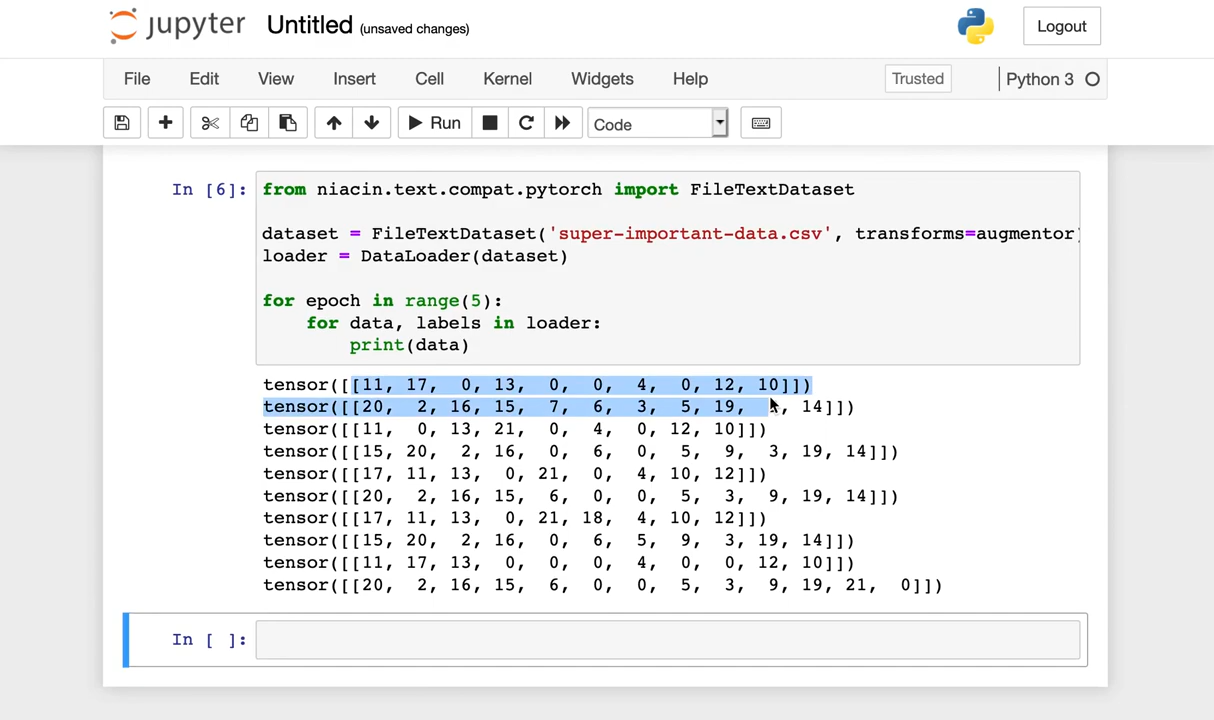 jupyter Untitled (unsaved changes) Logout
File Edit View Insert Cell Kernel Widgets Help Trusted Python 3
Run Code
In [6]: from niacin.text.compat.pytorch import FileTextDataset
dataset = FileTextDataset('super-important-data.csv', transforms=augmentor)
loader = DataLoader(dataset)
for epoch in range(5):
    for data, labels in loader:
        print(data)
tensor([[11, 17,  0, 13,  0,  0,  4,  0, 12, 10]])
tensor([[20,  2, 16, 15,  7,  6,  3,  5, 19, , 14]])
tensor([[11,  0, 13, 21,  0,  4,  0, 12, 10]])
tensor([[15, 20,  2, 16,  0,  6,  0,  5,  9,  3, 19, 14]])
tensor([[17, 11, 13,  0, 21,  0,  4, 10, 12]])
tensor([[20,  2, 16, 15,  6,  0,  0,  5,  3,  9, 19, 14]])
tensor([[17, 11, 13,  0, 21, 18,  4, 10, 12]])
tensor([[15, 20,  2, 16,  0,  6,  5,  9,  3, 19, 14]])
tensor([[11, 17, 13,  0,  0,  0,  4,  0,  0, 12, 10]])
tensor([[20,  2, 16, 15,  6,  0,  0,  5,  3,  9, 19, 21,  0]])
In [ ]: